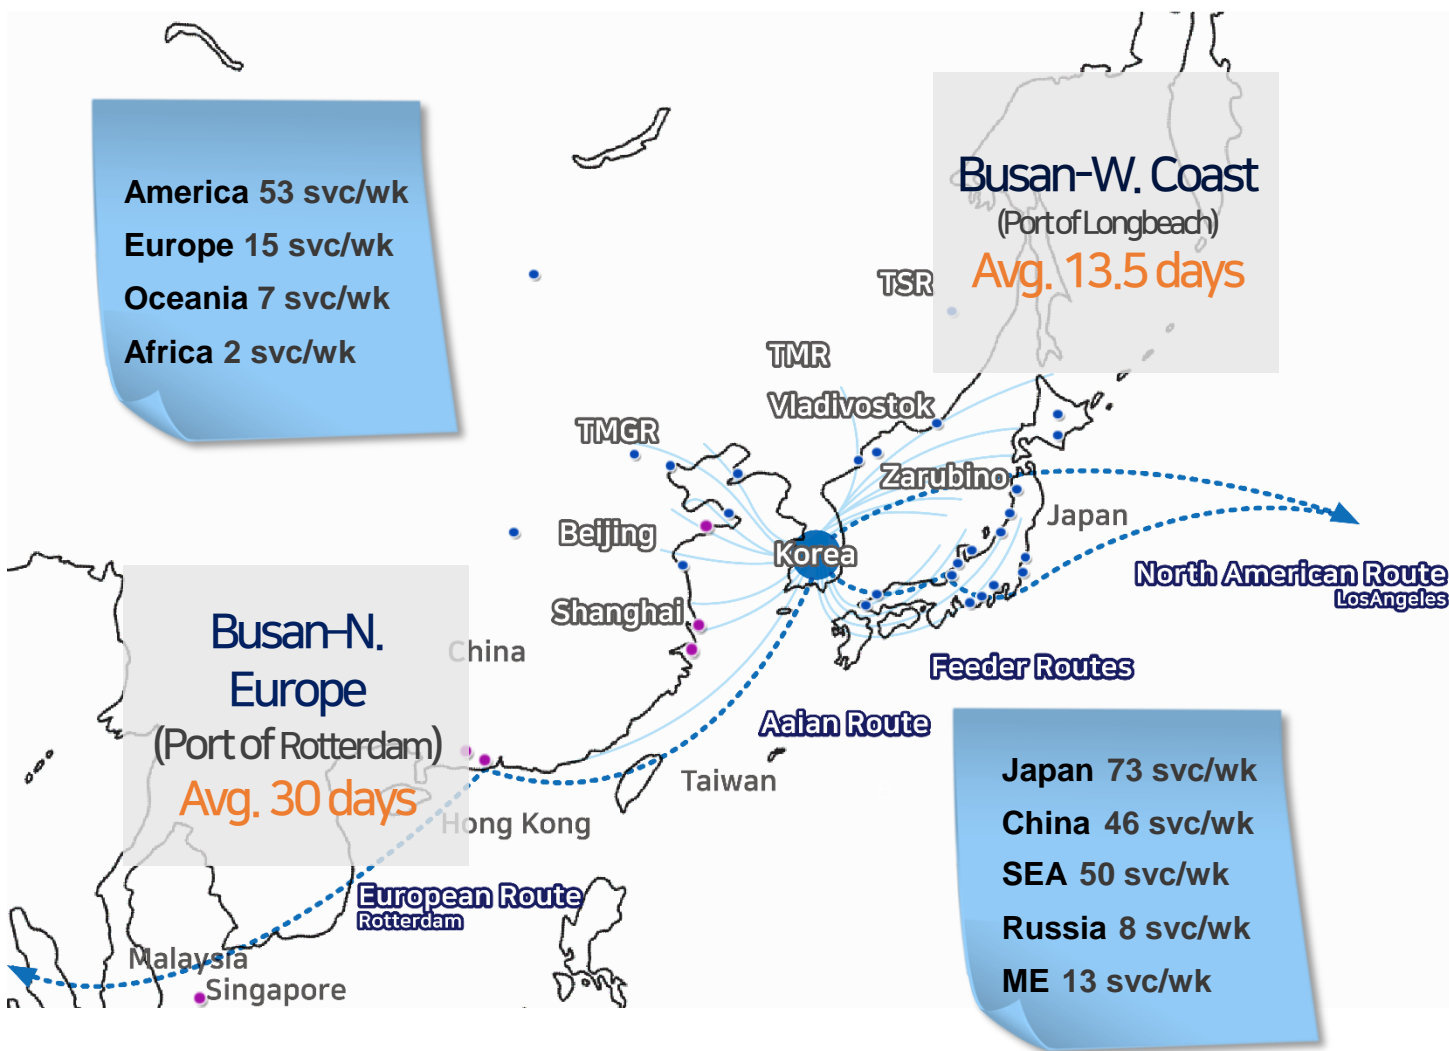 America 53 svc/wk
Europe 15 svc/wk
Oceania 7 svc/wk
Africa 2 svc/wk
Busan-W. Coast
(Port of Longbeach)
Avg. 13.5 days
TSR
TMR
Vladivostok
TMGR
Zarubino
Japan
Beijing
Korea
North American Route
LosAngeles
Shanghai
China
Busan-N.
Europe
(Port of Rotterdam)
Avg. 30 days
Feeder Routes
Aaian Route
Taiwan
Hong Kong
European Route
Rotterdam
Malaysia
Singapore
Japan 73 svc/wk
China 46 svc/wk
SEA 50 svc/wk
Russia 8 svc/wk
ME 13 svc/wk